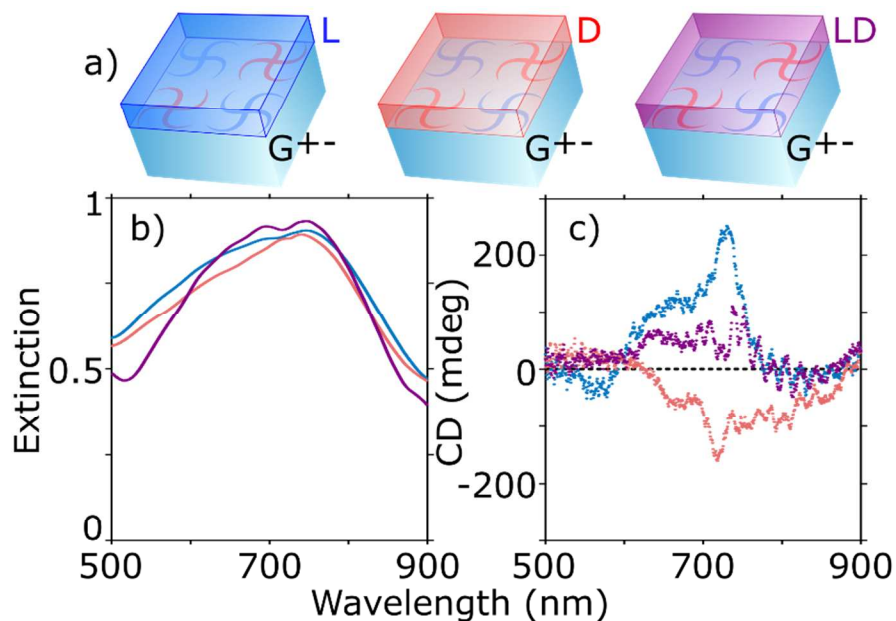 a)
L
G+-
D
G+-
LD
G+-
b)
1
0.5
0
Extinction
500
700
900
c)
200
0
-200
CD (mdeg)
500
700
900
Wavelength (nm)